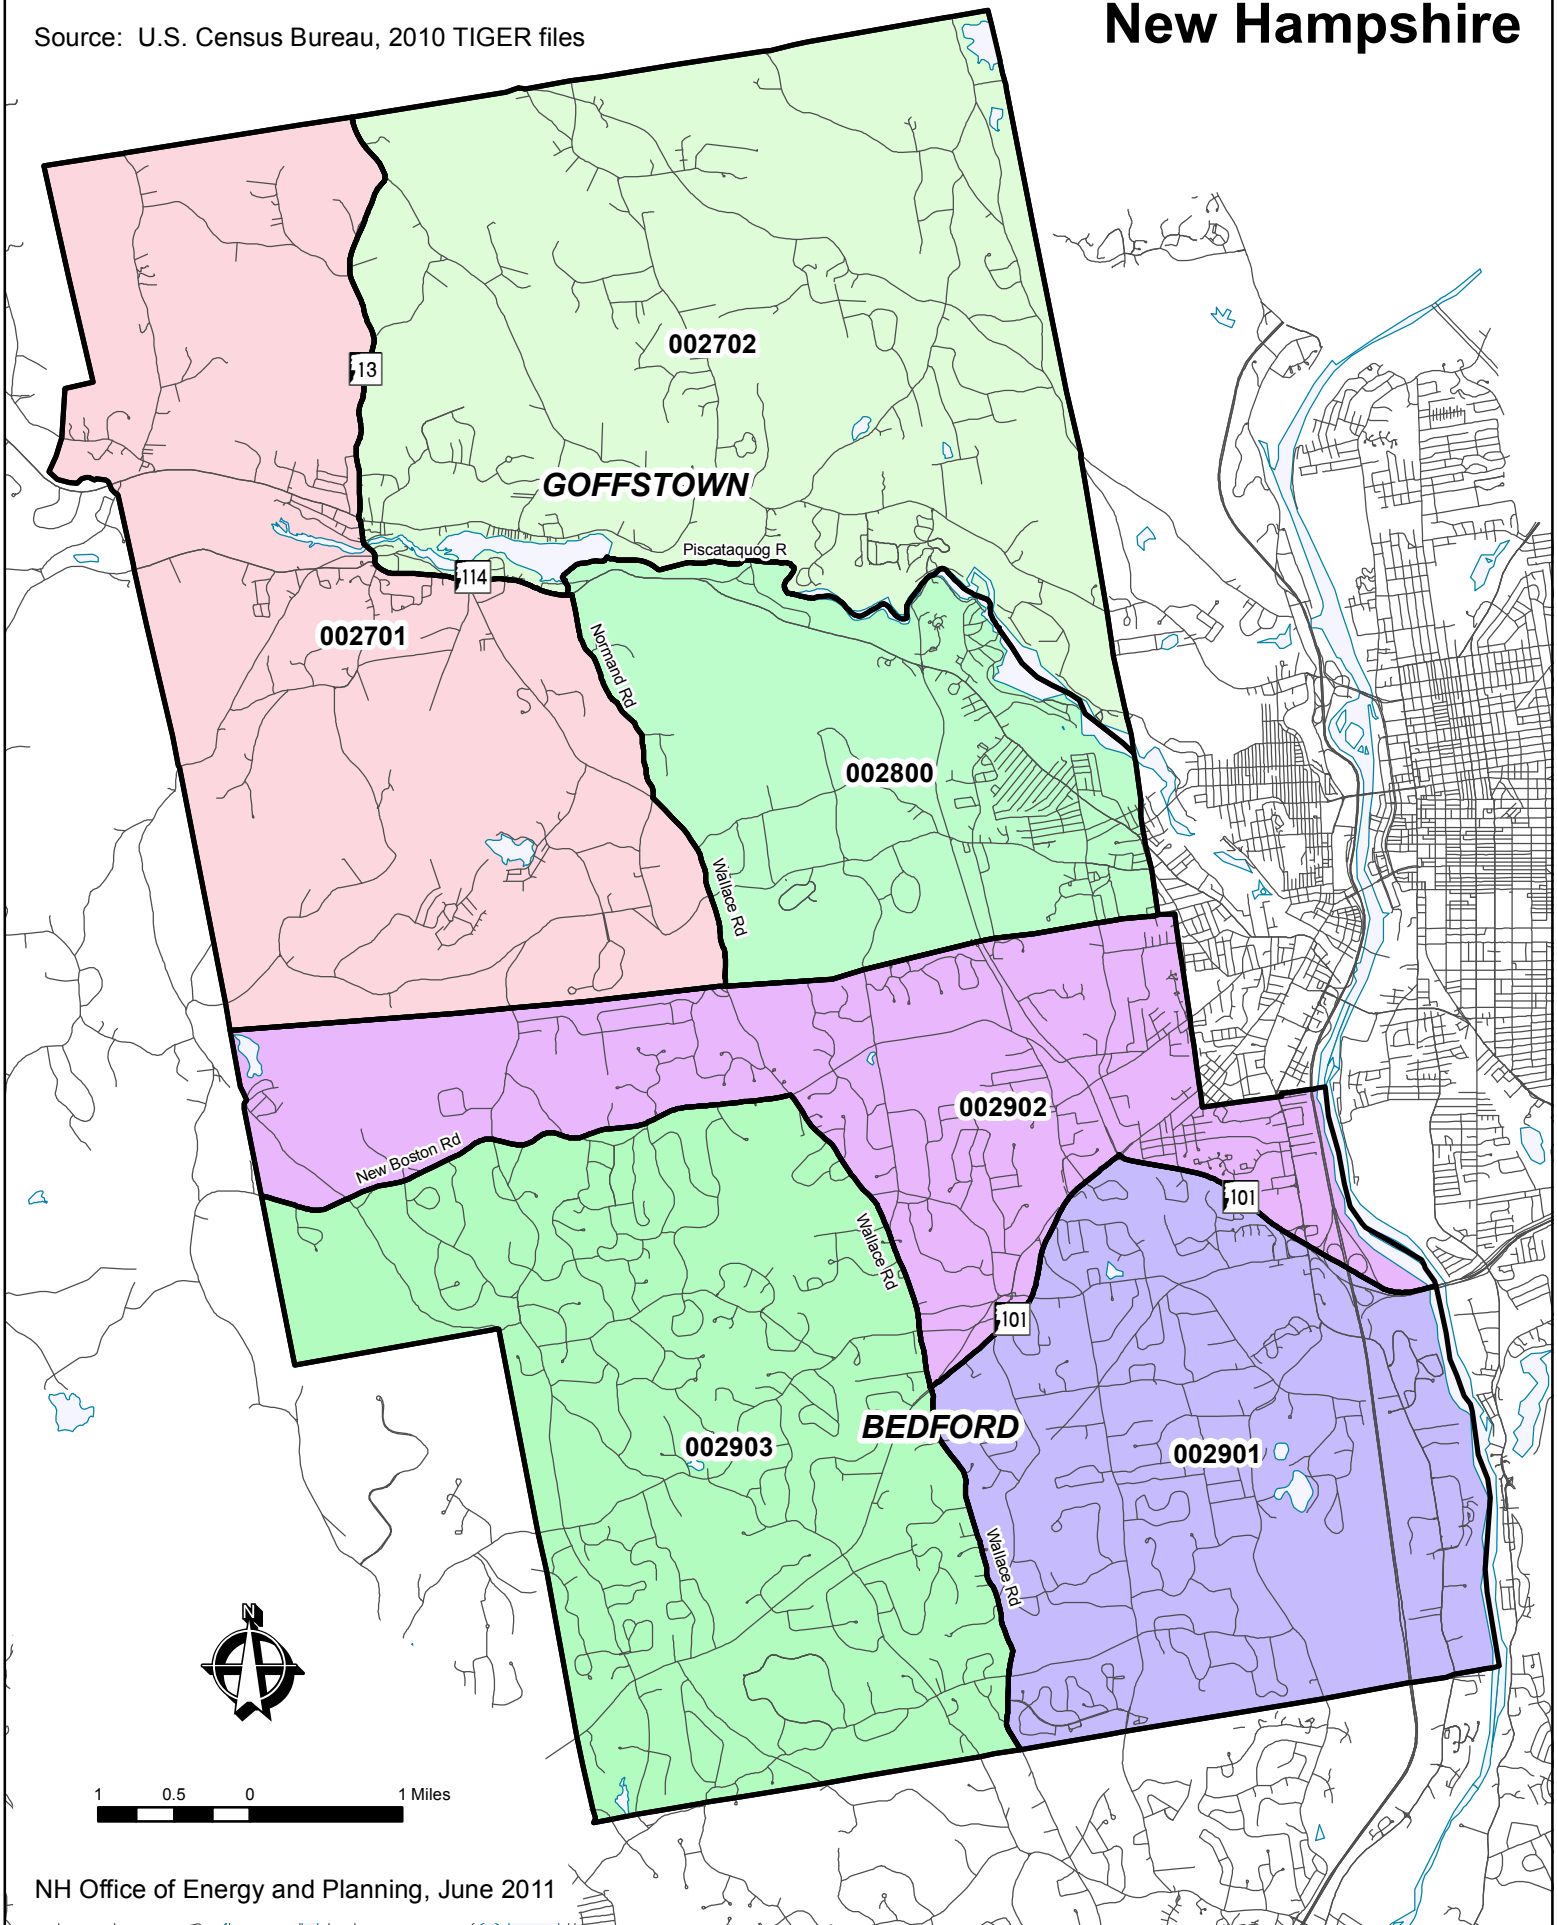 New Hampshire
Source: U.S. Census Bureau, 2010 TIGER files
002702
13
GOFFSTOWN
Piscataquog R
114
002701
Normand Rd
002800
Wallace Rd
002902
New Boston Rd
101
Wallace Rd
101
BEDFORD
002903
002901
Wallace Rd
N
1 0.5 0 1 Miles
NH Office of Energy and Planning, June 2011